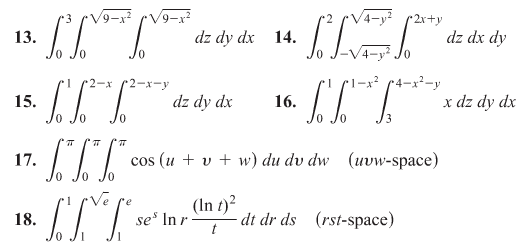 13. ∫₀³ ∫₀^√(9−x²) ∫₀^√(9−x²) dz dy dx 14. ∫₀² ∫_{−√(4−y²)}^{√(4−y²)} ∫₀^{2x+y} dz dx dy
15. ∫₀¹ ∫₀^{2−x} ∫₀^{2−x−y} dz dy dx 16. ∫₀¹ ∫₀^{1−x²} ∫₃^{4−x²−y} x dz dy dx
17. ∫₀^π ∫₀^π ∫₀^π cos (u + v + w) du dv dw (uvw-space)
18. ∫₀¹ ∫₁^√e ∫₁^e se^s ln r (ln t)²/t dt dr ds (rst-space)